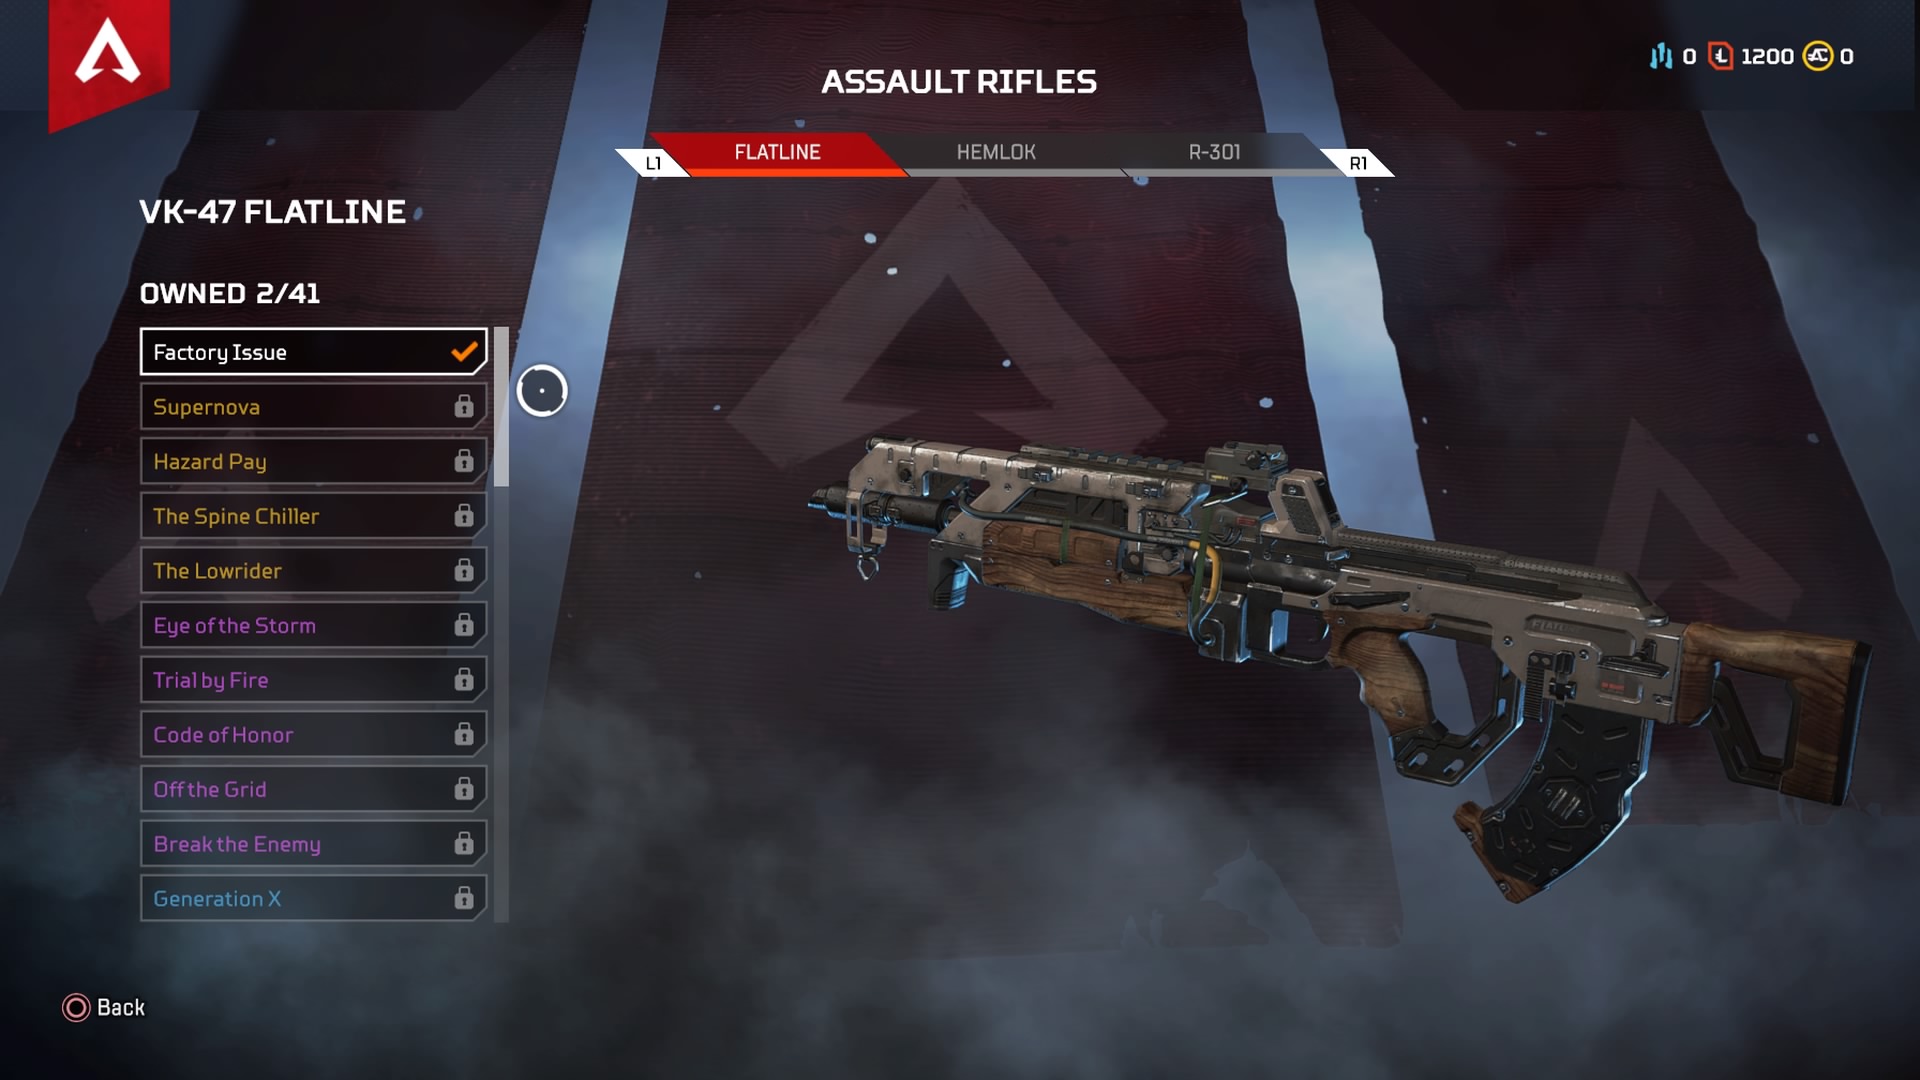 0 1200 0
ASSAULT RIFLES
L1 FLATLINE HEMLOK R-301 R1
VK-47 FLATLINE
OWNED 2/41
Factory Issue
Supernova
Hazard Pay
The Spine Chiller
The Lowrider
Eye of the Storm
Trial by Fire
Code of Honor
Off the Grid
Break the Enemy
Generation X
Back